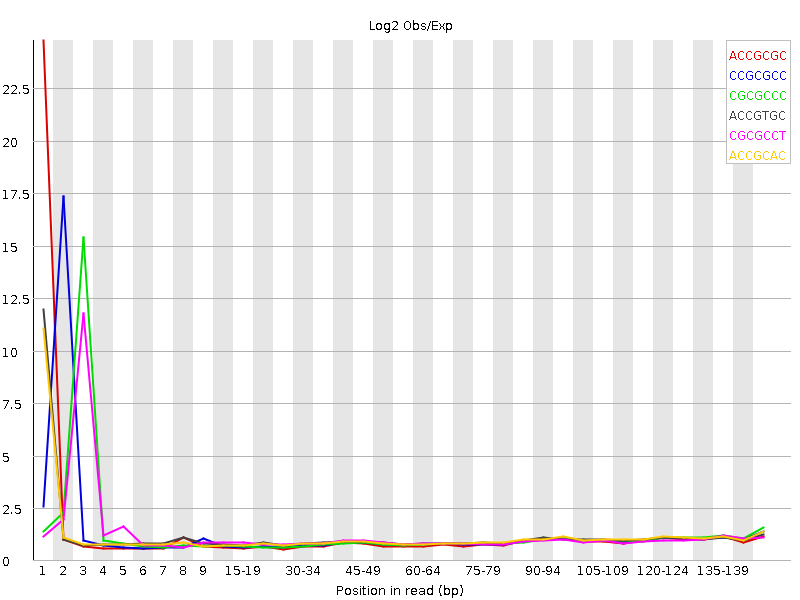 Log2 Obs/Exp
ACCGCGC
CCGCGCC
CGCGCCC
ACCGTGC
CGCGCCT
ACCGCAC
22.5
20
17.5
15
12.5
10
7.5
5
2.5
0
1 2 3 4 5 6 7 8 9 15-19 30-34 45-49 60-64 75-79 90-94 105-109 120-124 135-139
Position in read (bp)